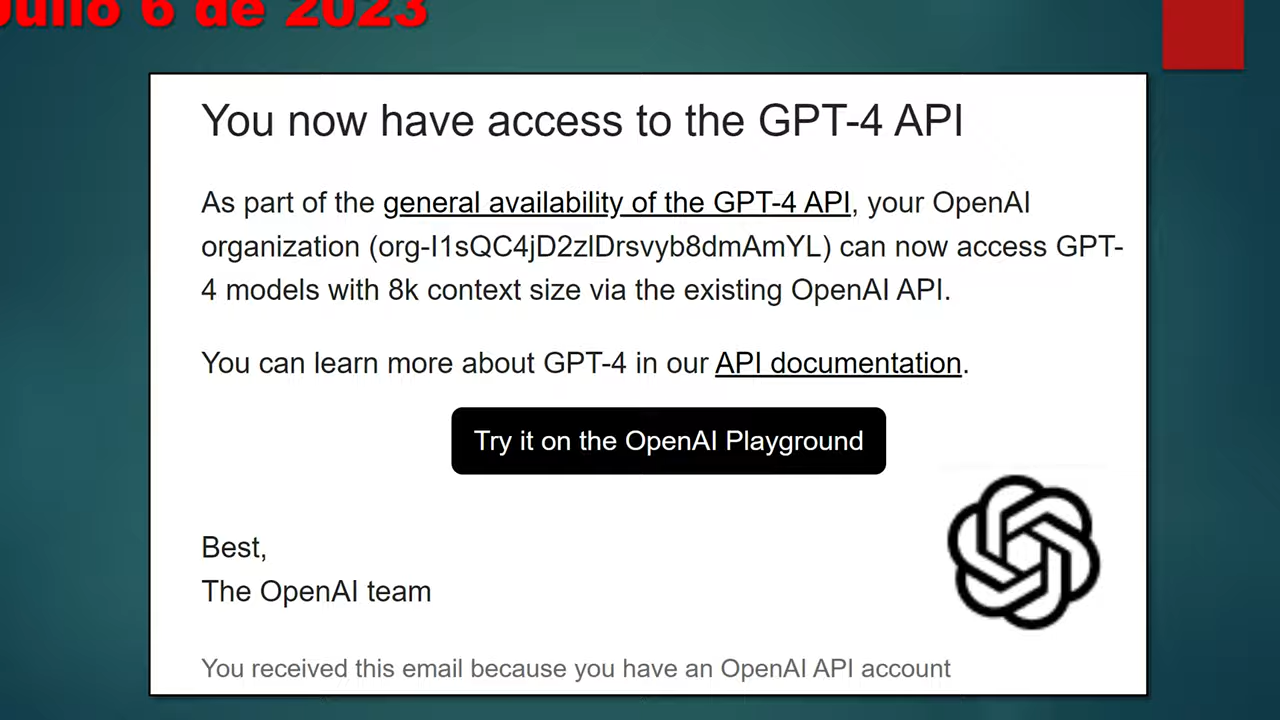 Julio 6 de 2023
You now have access to the GPT-4 API
As part of the general availability of the GPT-4 API, your OpenAI
organization (org-I1sQC4jD2zlDrsvyb8dmAmYL) can now access GPT-
4 models with 8k context size via the existing OpenAI API.
You can learn more about GPT-4 in our API documentation.
Try it on the OpenAI Playground
Best,
The OpenAI team
You received this email because you have an OpenAI API account